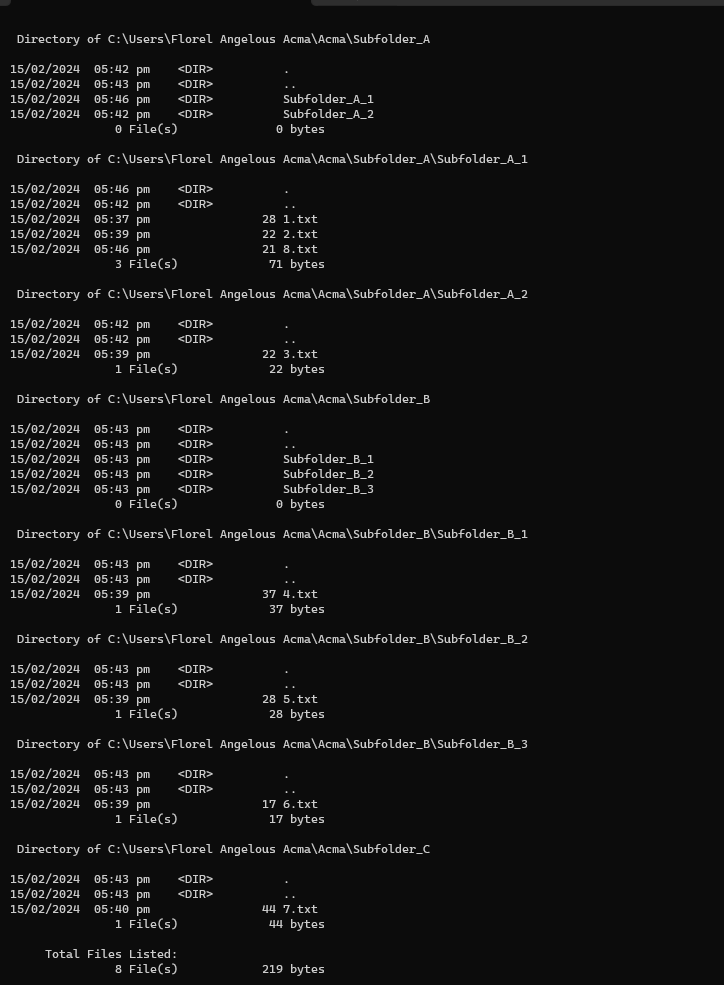 Directory of C:\Users\Florel Angelous Acma\Acma\Subfolder_A
15/02/2024  05:42 pm    <DIR>          .
15/02/2024  05:43 pm    <DIR>          ..
15/02/2024  05:46 pm    <DIR>          Subfolder_A_1
15/02/2024  05:42 pm    <DIR>          Subfolder_A_2
               0 File(s)              0 bytes
Directory of C:\Users\Florel Angelous Acma\Acma\Subfolder_A\Subfolder_A_1
15/02/2024  05:46 pm    <DIR>          .
15/02/2024  05:42 pm    <DIR>          ..
15/02/2024  05:37 pm                28 1.txt
15/02/2024  05:39 pm                22 2.txt
15/02/2024  05:46 pm                21 8.txt
               3 File(s)             71 bytes
Directory of C:\Users\Florel Angelous Acma\Acma\Subfolder_A\Subfolder_A_2
15/02/2024  05:42 pm    <DIR>          .
15/02/2024  05:42 pm    <DIR>          ..
15/02/2024  05:39 pm                22 3.txt
               1 File(s)             22 bytes
Directory of C:\Users\Florel Angelous Acma\Acma\Subfolder_B
15/02/2024  05:43 pm    <DIR>          .
15/02/2024  05:43 pm    <DIR>          ..
15/02/2024  05:43 pm    <DIR>          Subfolder_B_1
15/02/2024  05:43 pm    <DIR>          Subfolder_B_2
15/02/2024  05:43 pm    <DIR>          Subfolder_B_3
               0 File(s)              0 bytes
Directory of C:\Users\Florel Angelous Acma\Acma\Subfolder_B\Subfolder_B_1
15/02/2024  05:43 pm    <DIR>          .
15/02/2024  05:43 pm    <DIR>          ..
15/02/2024  05:39 pm                37 4.txt
               1 File(s)             37 bytes
Directory of C:\Users\Florel Angelous Acma\Acma\Subfolder_B\Subfolder_B_2
15/02/2024  05:43 pm    <DIR>          .
15/02/2024  05:43 pm    <DIR>          ..
15/02/2024  05:39 pm                28 5.txt
               1 File(s)             28 bytes
Directory of C:\Users\Florel Angelous Acma\Acma\Subfolder_B\Subfolder_B_3
15/02/2024  05:43 pm    <DIR>          .
15/02/2024  05:43 pm    <DIR>          ..
15/02/2024  05:39 pm                17 6.txt
               1 File(s)             17 bytes
Directory of C:\Users\Florel Angelous Acma\Acma\Subfolder_C
15/02/2024  05:43 pm    <DIR>          .
15/02/2024  05:43 pm    <DIR>          ..
15/02/2024  05:40 pm                44 7.txt
               1 File(s)             44 bytes
     Total Files Listed:
               8 File(s)            219 bytes